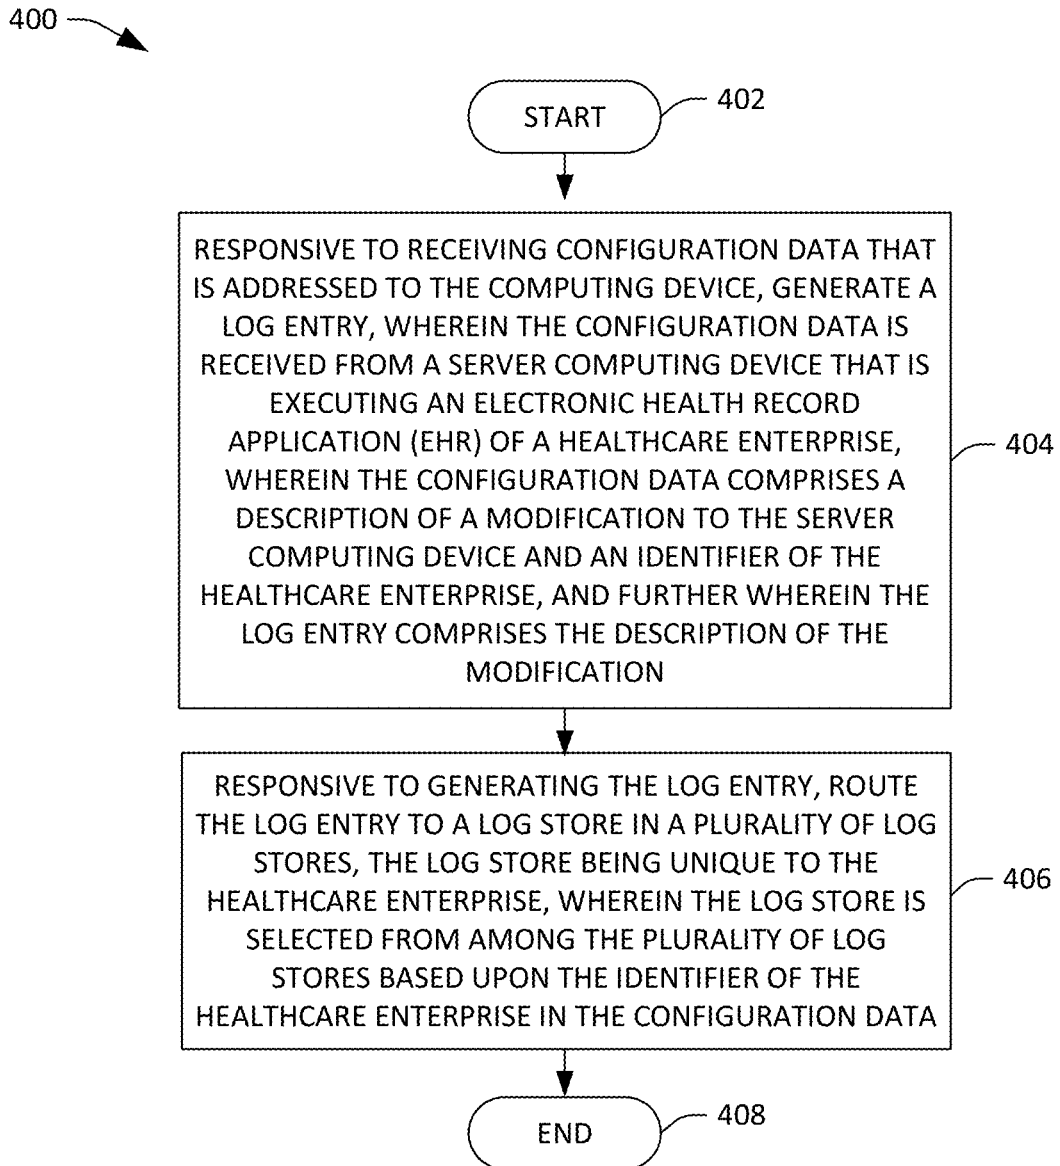 400
START
402
RESPONSIVE TO RECEIVING CONFIGURATION DATA THAT
IS ADDRESSED TO THE COMPUTING DEVICE, GENERATE A
LOG ENTRY, WHEREIN THE CONFIGURATION DATA IS
RECEIVED FROM A SERVER COMPUTING DEVICE THAT IS
EXECUTING AN ELECTRONIC HEALTH RECORD
APPLICATION (EHR) OF A HEALTHCARE ENTERPRISE,
WHEREIN THE CONFIGURATION DATA COMPRISES A
DESCRIPTION OF A MODIFICATION TO THE SERVER
COMPUTING DEVICE AND AN IDENTIFIER OF THE
HEALTHCARE ENTERPRISE, AND FURTHER WHEREIN THE
LOG ENTRY COMPRISES THE DESCRIPTION OF THE
MODIFICATION
404
RESPONSIVE TO GENERATING THE LOG ENTRY, ROUTE
THE LOG ENTRY TO A LOG STORE IN A PLURALITY OF LOG
STORES, THE LOG STORE BEING UNIQUE TO THE
HEALTHCARE ENTERPRISE, WHEREIN THE LOG STORE IS
SELECTED FROM AMONG THE PLURALITY OF LOG
STORES BASED UPON THE IDENTIFIER OF THE
HEALTHCARE ENTERPRISE IN THE CONFIGURATION DATA
406
END
408